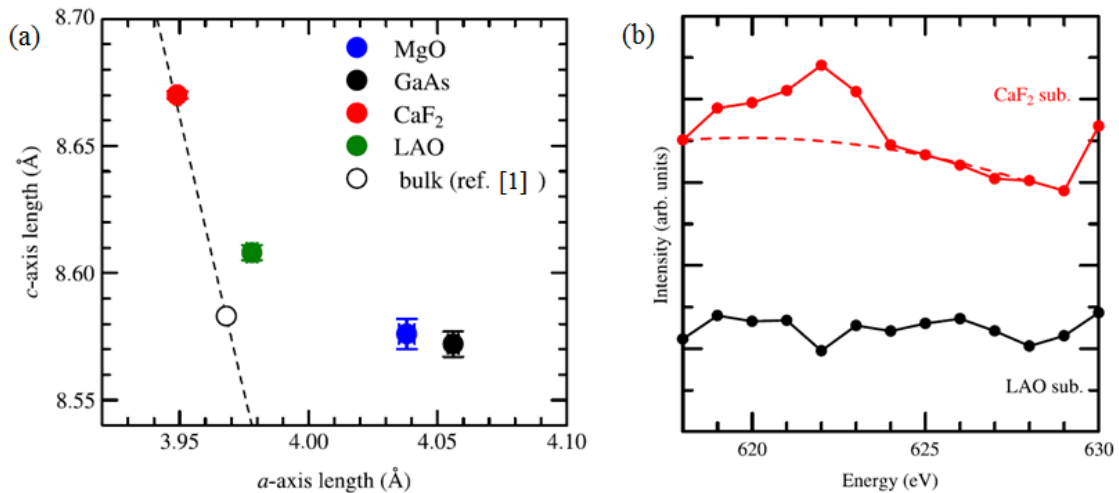 (a)
8.70
8.65
8.60
8.55
c-axis length (Å)
MgO
GaAs
CaF2
LAO
bulk (ref. [1] )
3.95
4.00
4.05
4.10
a-axis length (Å)
(b)
Intensity (arb. units)
CaF2 sub.
LAO sub.
620
625
630
Energy (eV)